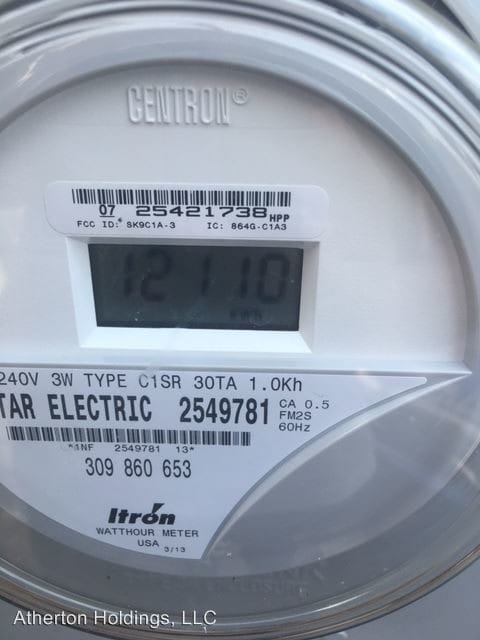 CENTRON®
07 25421738 HPP
FCC ID: SK9C1A-3 IC: 864G-C1A3
12110
240V 3W TYPE C1SR 30TA 1.0Kh
TAR ELECTRIC 2549781 CA 0.5
FM2S
60Hz
*1NF 2549781 13*
309 860 653
Itron
WATTHOUR METER
USA 3/13
Atherton Holdings, LLC